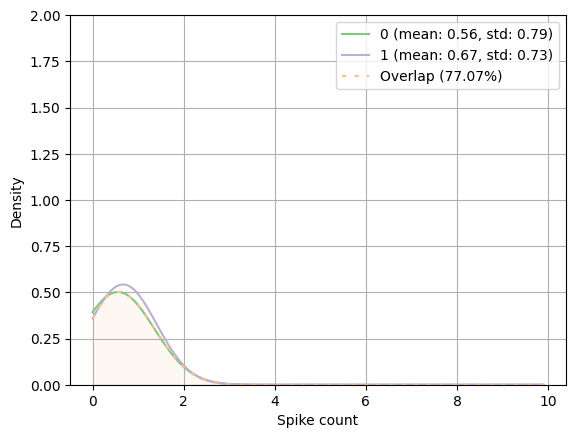 2.00
1.75
1.50
1.25
1.00
0.75
0.50
0.25
0.00
Density
0 (mean: 0.56, std: 0.79)
1 (mean: 0.67, std: 0.73)
Overlap (77.07%)
0 2 4 6 8 10
Spike count